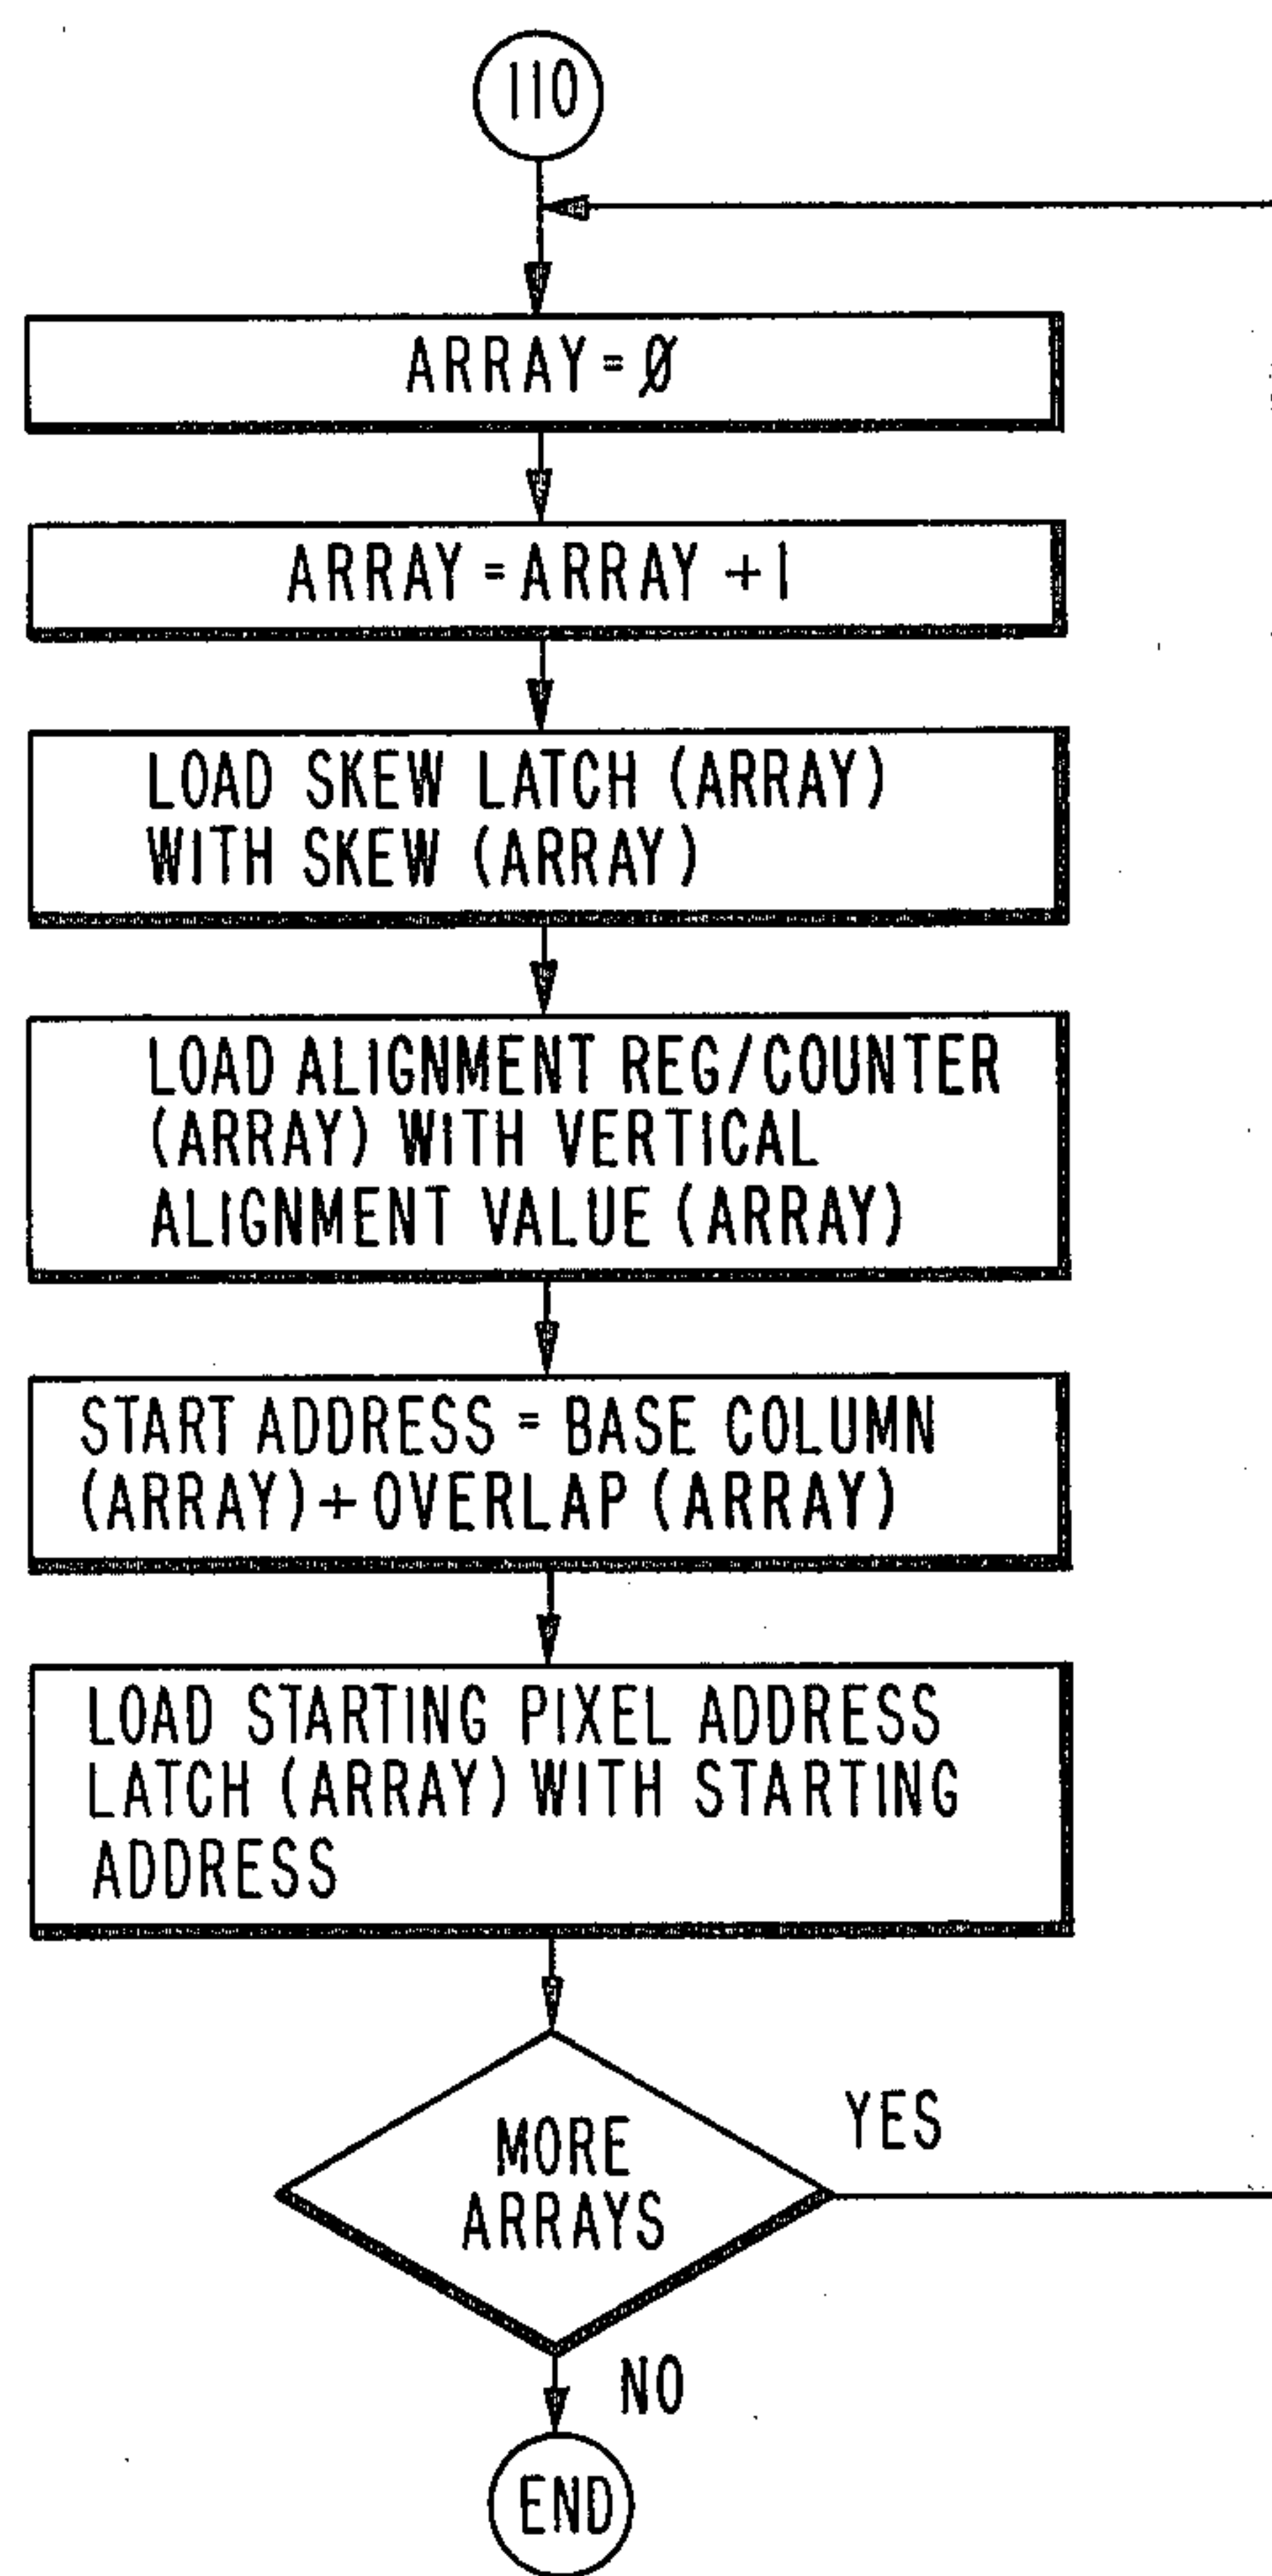 110
ARRAY = Ø
ARRAY = ARRAY + 1
LOAD SKEW LATCH (ARRAY)
WITH SKEW (ARRAY)
LOAD ALIGNMENT REG/COUNTER
(ARRAY) WITH VERTICAL
ALIGNMENT VALUE (ARRAY)
START ADDRESS = BASE COLUMN
(ARRAY) + OVERLAP (ARRAY)
LOAD STARTING PIXEL ADDRESS
LATCH (ARRAY) WITH STARTING
ADDRESS
MORE
ARRAYS
YES
NO
END